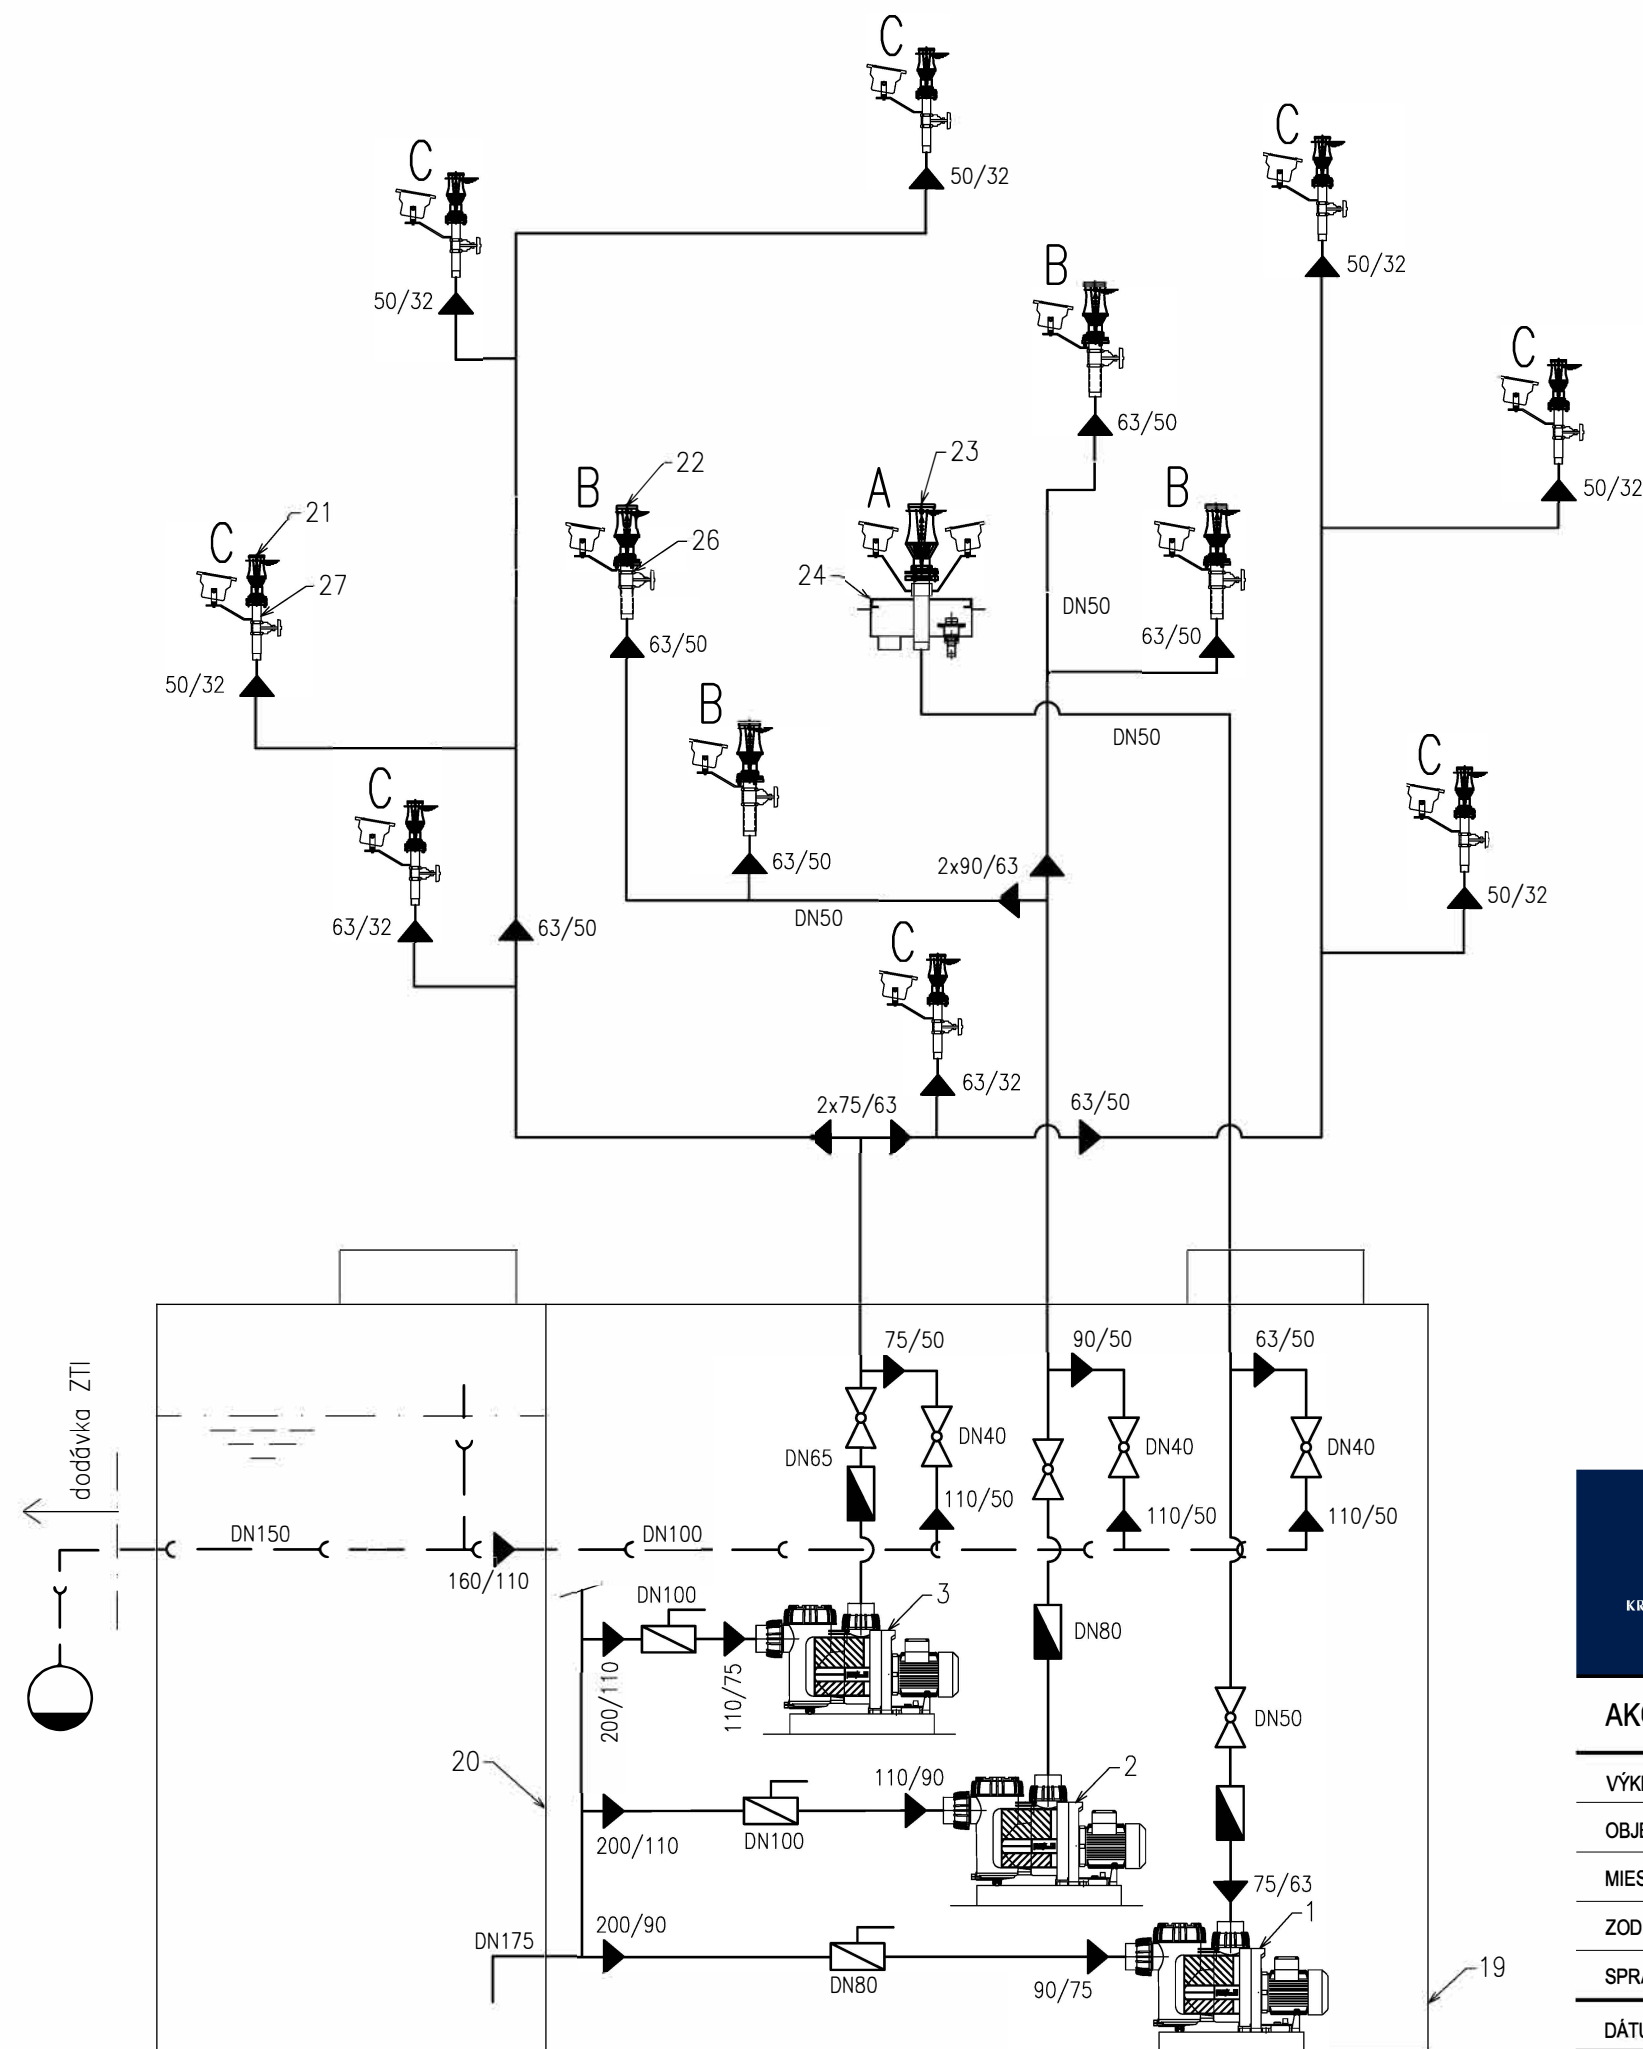 C
C
C
50/32
C
50/32
B
50/32
C
63/50
23
22
B
A
B
50/32
21
C
26
27
24
DN50
63/50
63/50
50/32
B
DN50
C
C
63/50
2x90/63
50/32
DN50
63/32
63/50
C
63/32
2x75/63
63/50
75/50
90/50
63/50
dodávka ZTI
DN40
DN40
DN40
DN65
110/50
110/50
110/50
DN150
DN100
160/110
DN100
3
DN80
200/110
110/75
DN50
20
110/90
2
200/110
DN100
75/63
1
200/90
DN175
19
DN80
90/75
KR
AK
VÝK
OBJE
MIES
ZOD
SPRA
DÁTU